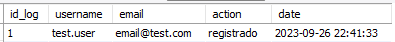 id_log username email action date
1 test.user email@test.com registrado 2023-09-26 22:41:33